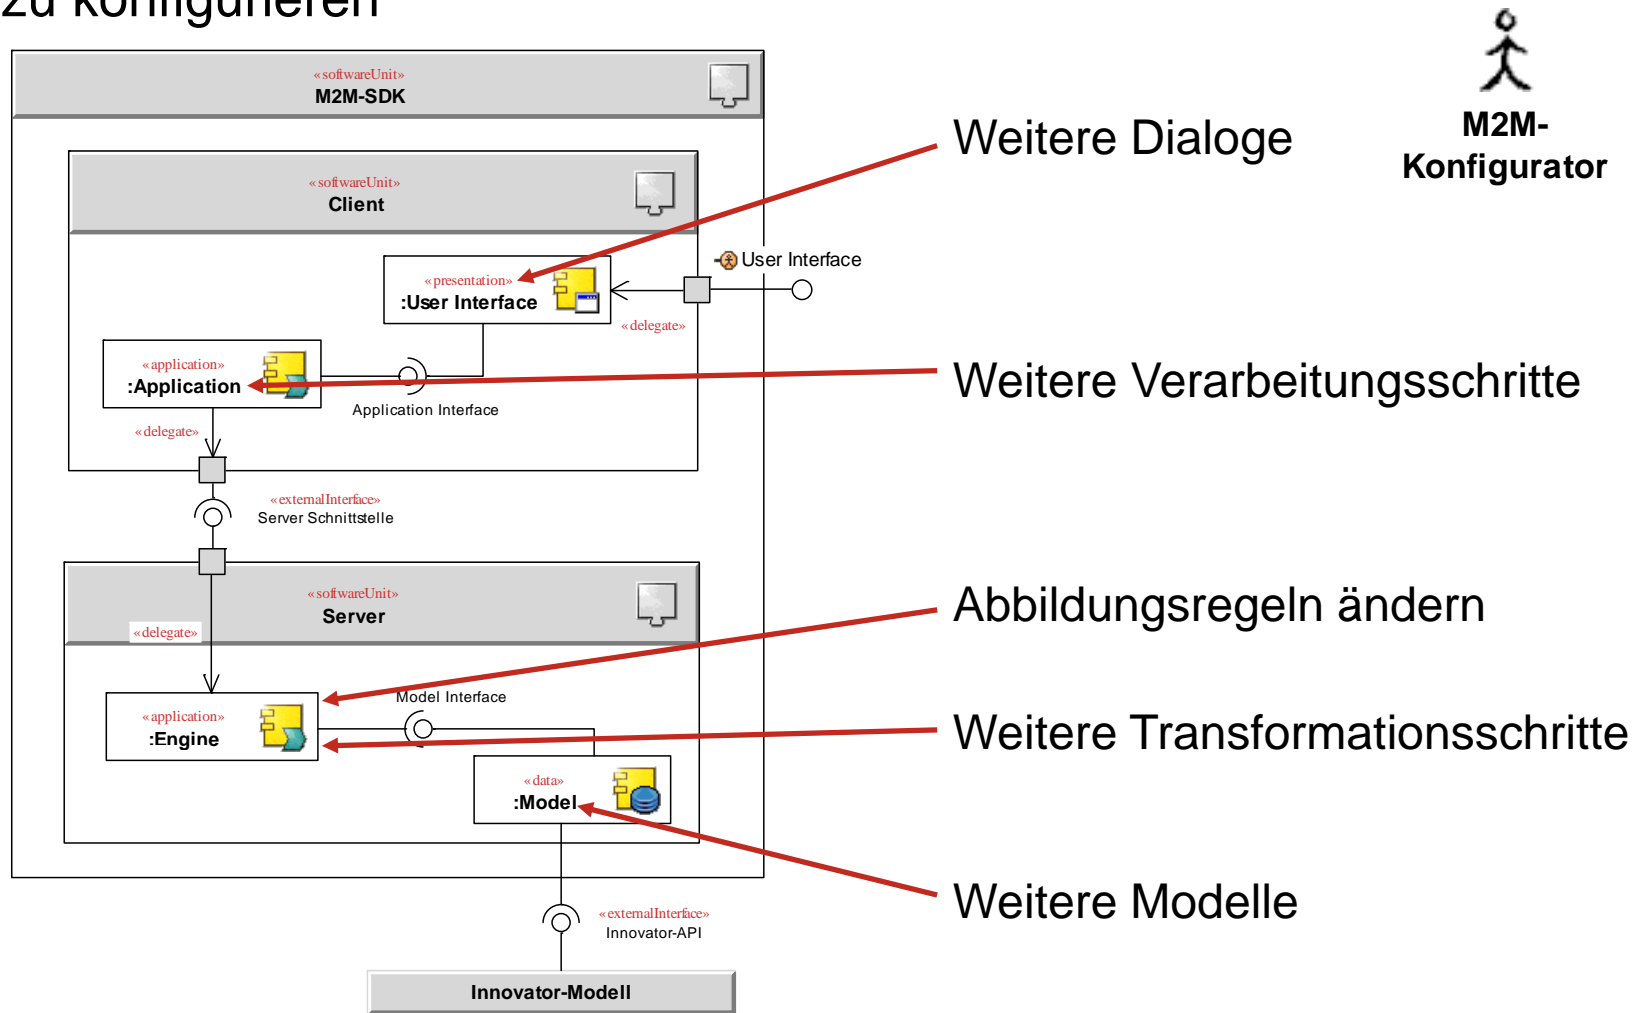 zu konfigurieren
«softwareUnit»
M2M-SDK
M2M-
Konfigurator
Weitere Dialoge
«softwareUnit»
Client
User Interface
«presentation»
:User Interface
«delegate»
«application»
:Application
Weitere Verarbeitungsschritte
Application Interface
«delegate»
«externalInterface»
Server Schnittstelle
«softwareUnit»
Server
Abbildungsregeln ändern
«delegate»
Model Interface
«application»
:Engine
Weitere Transformationsschritte
«data»
:Model
Weitere Modelle
«externalInterface»
Innovator-API
Innovator-Modell